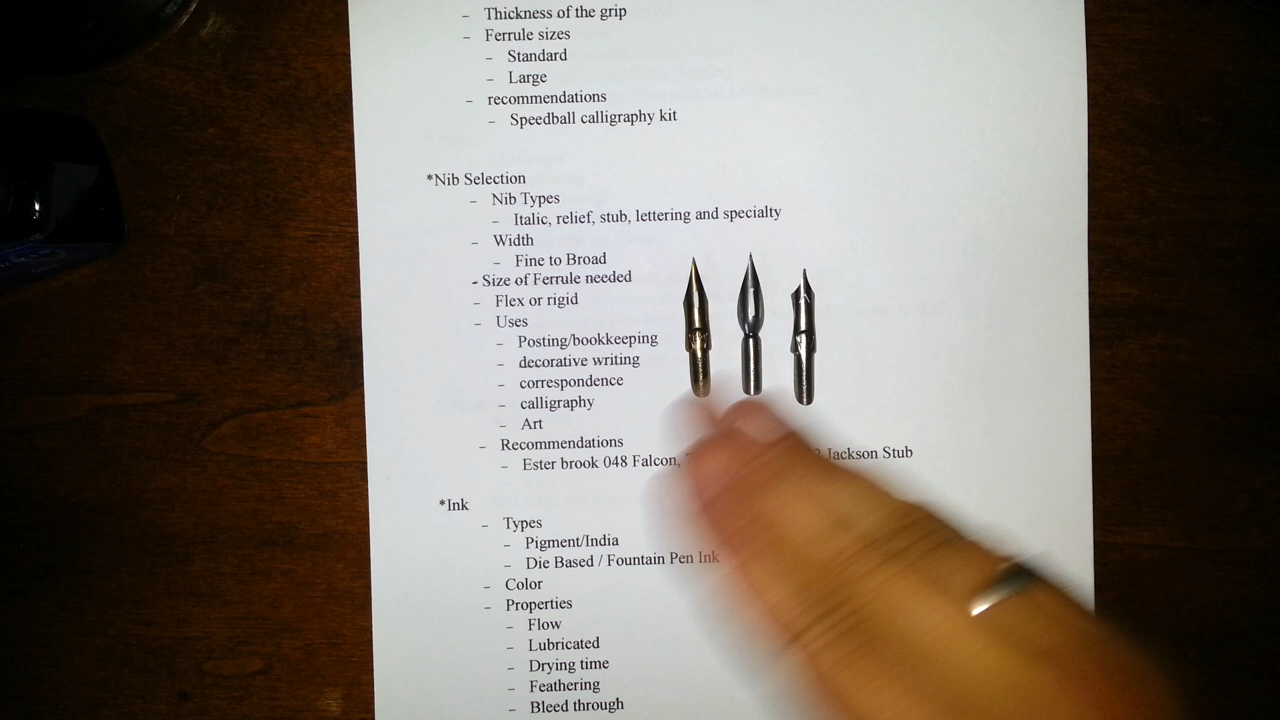 - Thickness of the grip
- Ferrule sizes
- Standard
- Large
- recommendations
- Speedball calligraphy kit
*Nib Selection
- Nib Types
- Italic, relief, stub, lettering and specialty
- Width
- Fine to Broad
- Size of Ferrule needed
- Flex or rigid
- Uses
- Posting/bookkeeping
- decorative writing
- correspondence
- calligraphy
- Art
- Recommendations
- Ester brook 048 Falcon, Jackson Stub
*Ink
- Types
- Pigment/India
- Die Based / Fountain Pen Ink
- Color
- Properties
- Flow
- Lubricated
- Drying time
- Feathering
- Bleed through